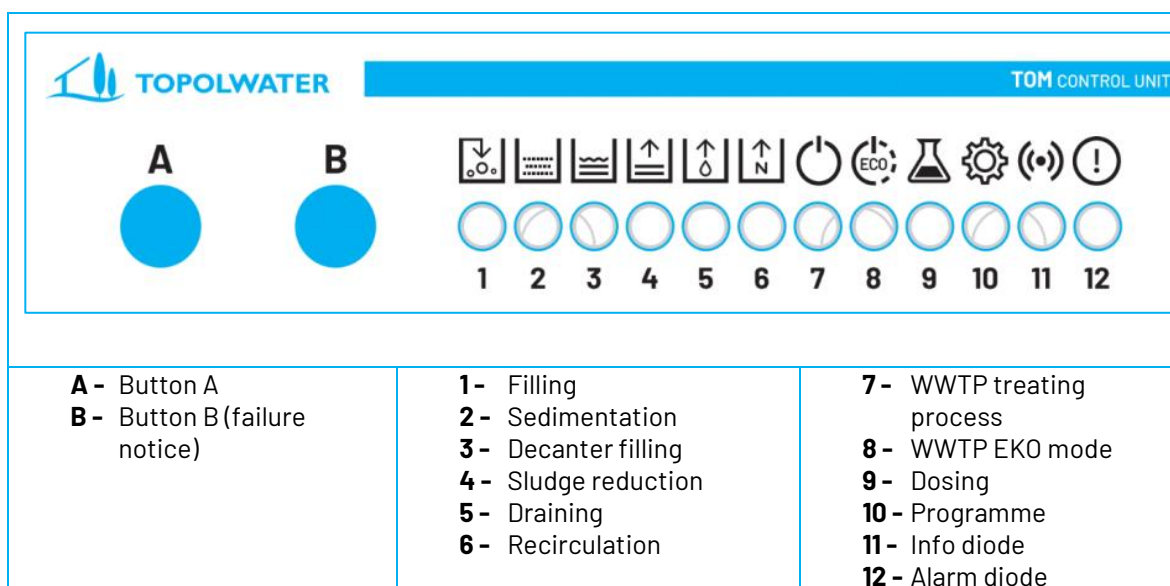 TOPOLWATER
TOM CONTROL UNIT
A B
ECO
N
1 2 3 4 5 6 7 8 9 10 11 12
A - Button A
B - Button B (failure
notice)
1 - Filling
2 - Sedimentation
3 - Decanter filling
4 - Sludge reduction
5 - Draining
6 - Recirculation
7 - WWTP treating
process
8 - WWTP EKO mode
9 - Dosing
10 - Programme
11 - Info diode
12 - Alarm diode